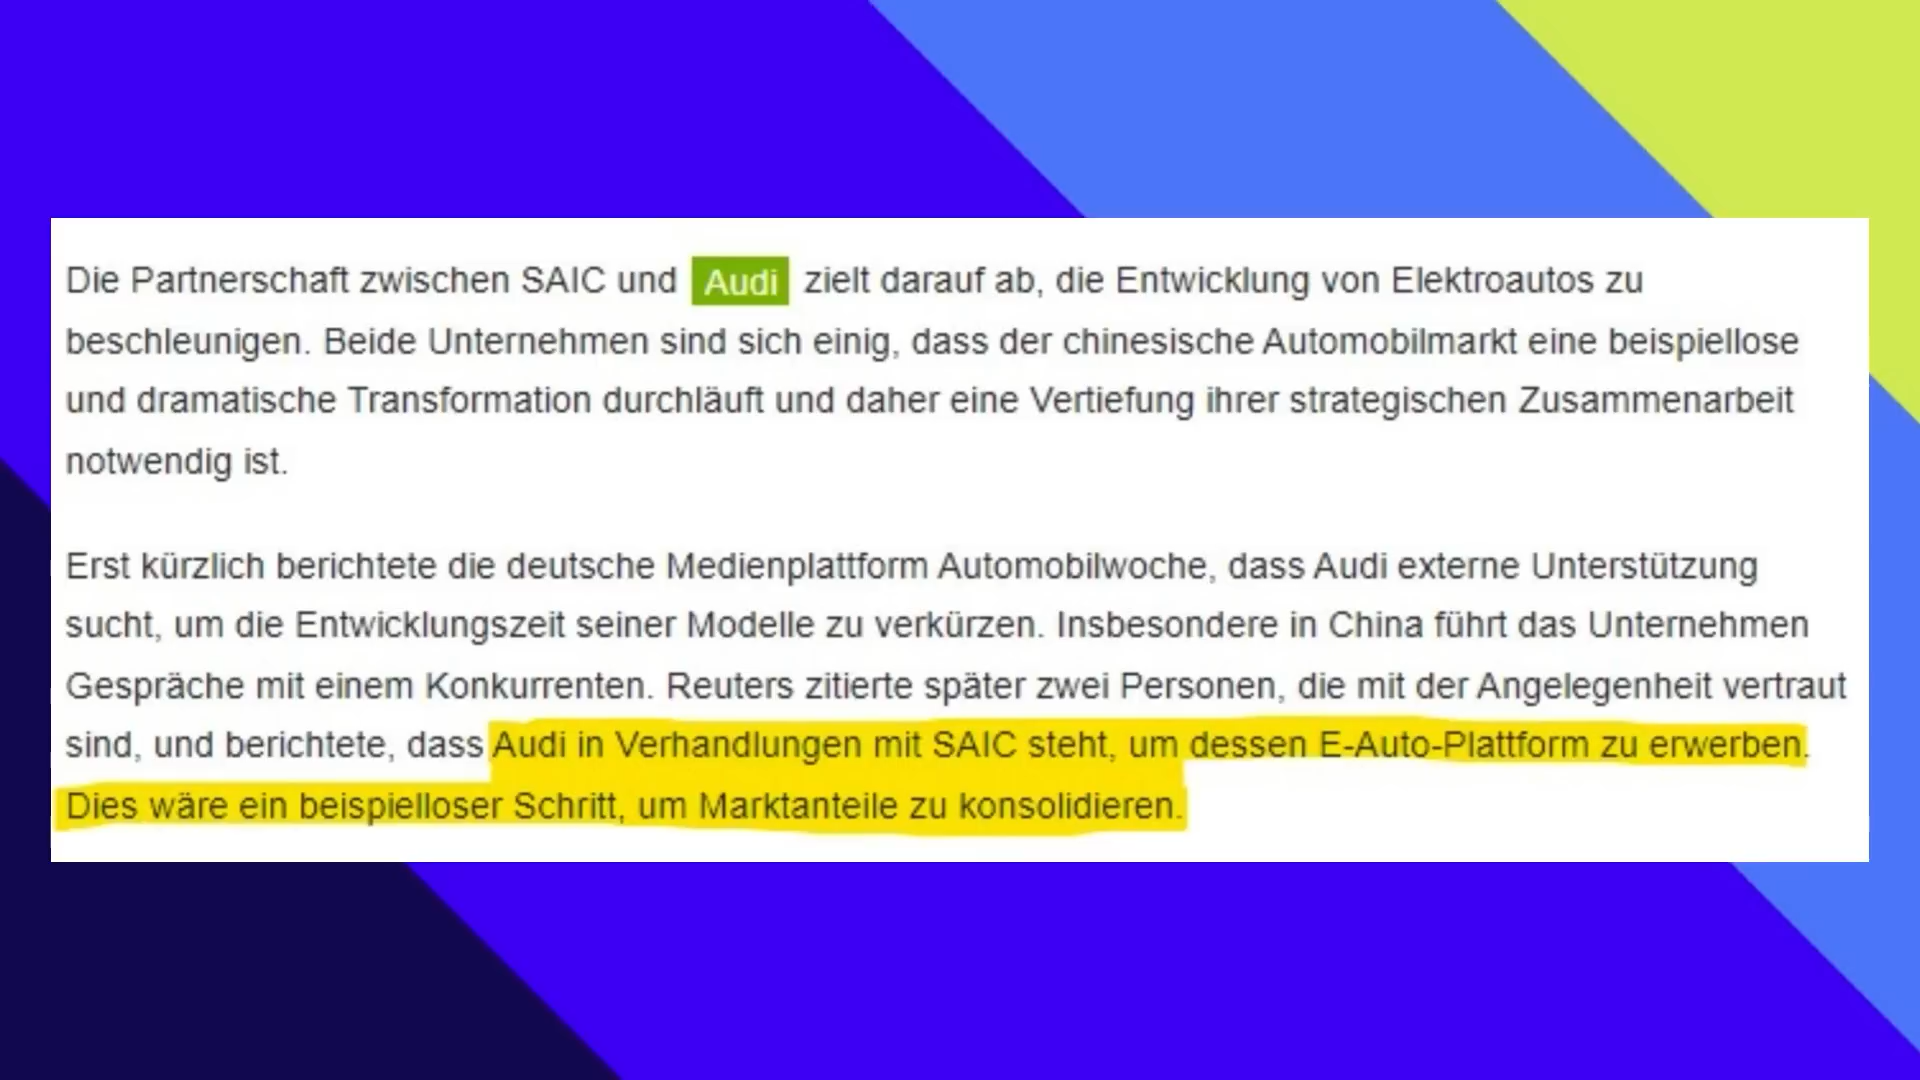 Die Partnerschaft zwischen SAIC und Audi zielt darauf ab, die Entwicklung von Elektroautos zu
beschleunigen. Beide Unternehmen sind sich einig, dass der chinesische Automobilmarkt eine beispiellose
und dramatische Transformation durchläuft und daher eine Vertiefung ihrer strategischen Zusammenarbeit
notwendig ist.
Erst kürzlich berichtete die deutsche Medienplattform Automobilwoche, dass Audi externe Unterstützung
sucht, um die Entwicklungszeit seiner Modelle zu verkürzen. Insbesondere in China führt das Unternehmen
Gespräche mit einem Konkurrenten. Reuters zitierte später zwei Personen, die mit der Angelegenheit vertraut
sind, und berichtete, dass Audi in Verhandlungen mit SAIC steht, um dessen E-Auto-Plattform zu erwerben.
Dies wäre ein beispielloser Schritt, um Marktanteile zu konsolidieren.